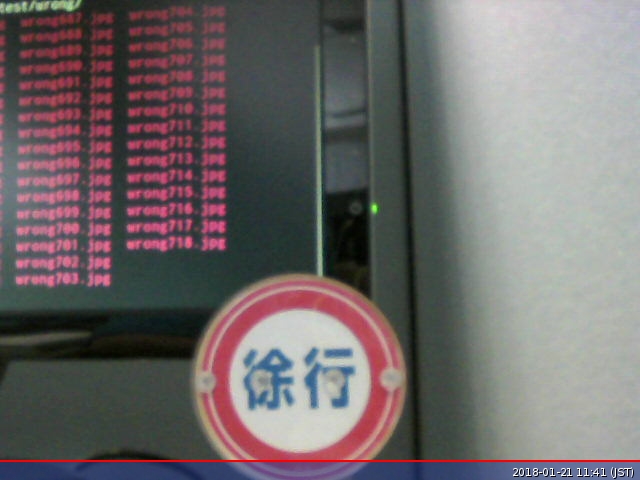 test/wrong/
wrong687.jpg wrong704.jpg
wrong688.jpg wrong705.jpg
wrong689.jpg wrong706.jpg
wrong690.jpg wrong707.jpg
wrong691.jpg wrong708.jpg
wrong692.jpg wrong709.jpg
wrong693.jpg wrong710.jpg
wrong694.jpg wrong711.jpg
wrong695.jpg wrong712.jpg
wrong696.jpg wrong713.jpg
wrong697.jpg wrong714.jpg
wrong698.jpg wrong715.jpg
wrong699.jpg wrong716.jpg
wrong700.jpg wrong717.jpg
wrong701.jpg wrong718.jpg
wrong702.jpg
wrong703.jpg
徐行
2018-01-21 11:41 (JST)